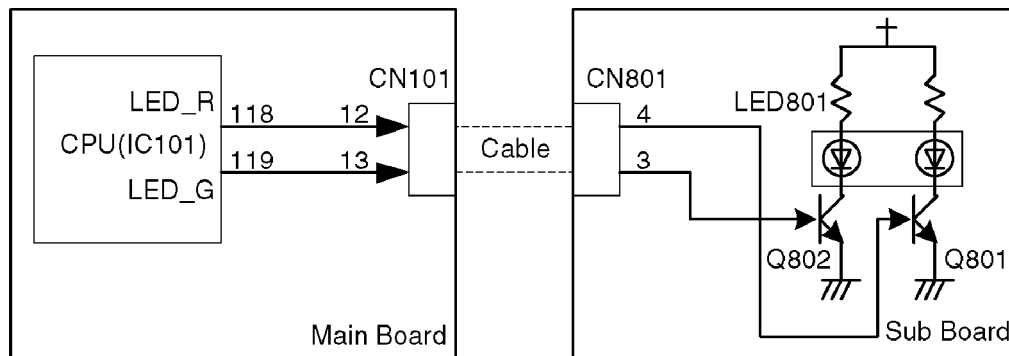 CN101
CN801
LED_R
118
12
4
LED801
CPU(IC101)
Cable
119
13
3
LED_G
Q802
Q801
Main Board
Sub Board